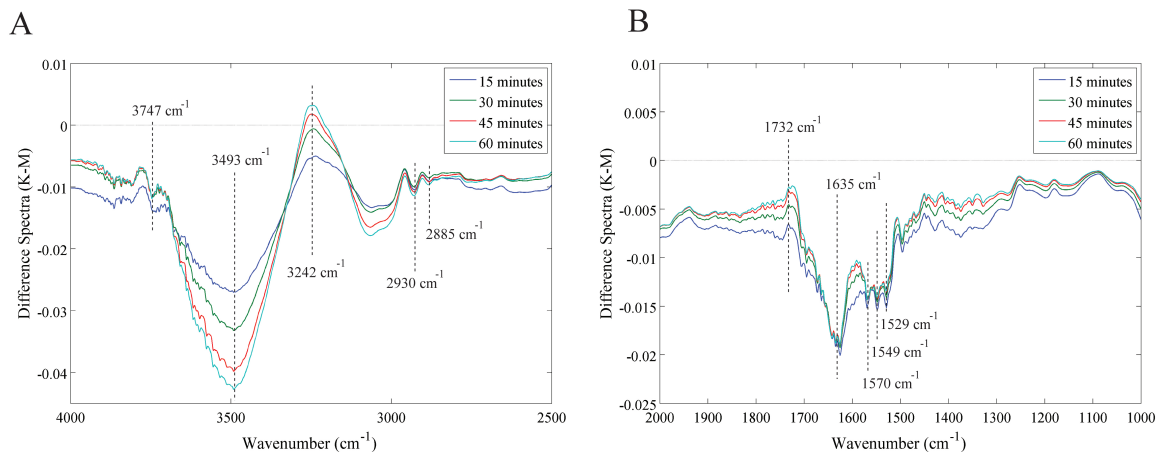 A
Difference Spectra (K-M)
0.01
0
-0.01
-0.02
-0.03
-0.04
4000
3500
3000
2500
Wavenumber (cm⁻¹)
3747 cm⁻¹
3493 cm⁻¹
3242 cm⁻¹
2930 cm⁻¹
2885 cm⁻¹
15 minutes
30 minutes
45 minutes
60 minutes
B
Difference Spectra (K-M)
0.01
0.005
0
-0.005
-0.01
-0.015
-0.02
-0.025
2000
1900
1800
1700
1600
1500
1400
1300
1200
1100
1000
Wavenumber (cm⁻¹)
1732 cm⁻¹
1635 cm⁻¹
1529 cm⁻¹
1549 cm⁻¹
1570 cm⁻¹
15 minutes
30 minutes
45 minutes
60 minutes